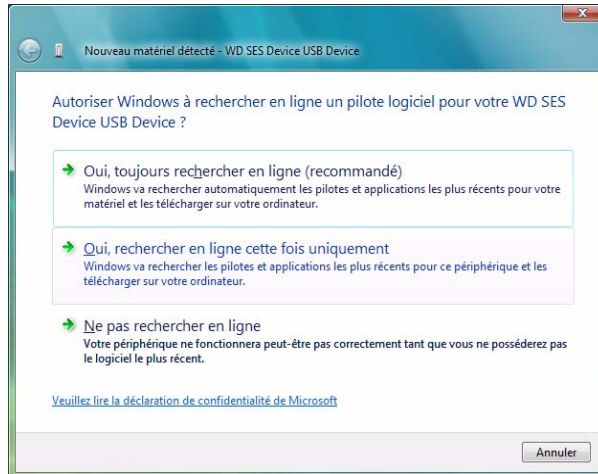 Nouveau matériel détecté - WD SES Device USB Device
Autoriser Windows à rechercher en ligne un pilote logiciel pour votre WD SES
Device USB Device ?
Oui, toujours rechercher en ligne (recommandé)
Windows va rechercher automatiquement les pilotes et applications les plus récents pour votre
matériel et les télécharger sur votre ordinateur.
Oui, rechercher en ligne cette fois uniquement
Windows va rechercher les pilotes et applications les plus récents pour ce périphérique et les
télécharger sur votre ordinateur.
Ne pas rechercher en ligne
Votre périphérique ne fonctionnera peut-être pas correctement tant que vous ne posséderez pas
le logiciel le plus récent.
Veuillez lire la déclaration de confidentialité de Microsoft
Annuler